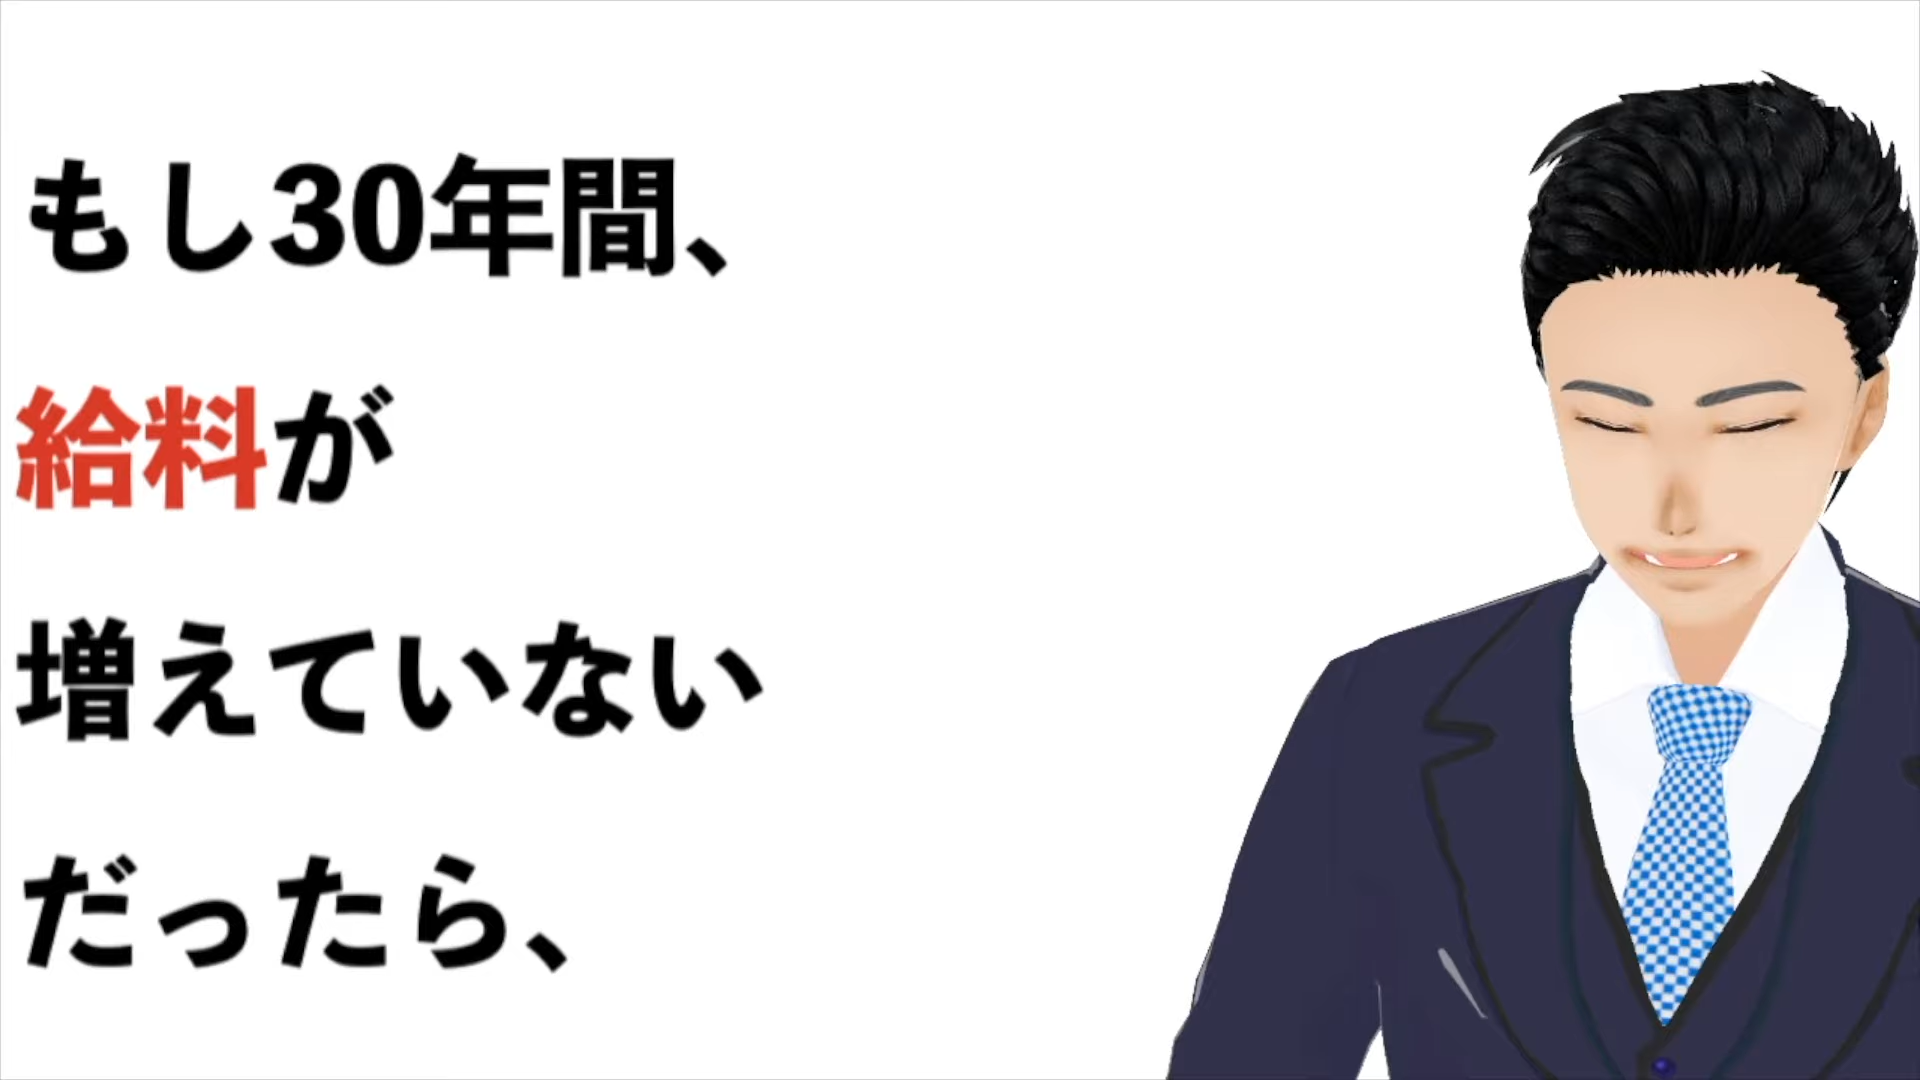 もし30年間、
給料が
増えていない
だったら、